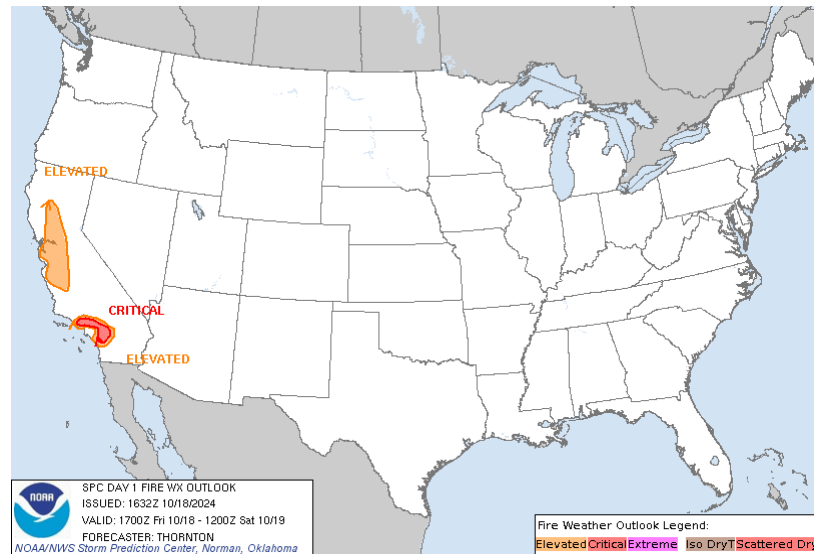 ELEVATED
CRITICAL
ELEVATED
NOAA
SPC DAY 1 FIRE WX OUTLOOK
ISSUED: 1632Z 10/18/2024
VALID: 1700Z Fri 10/18 - 1200Z Sat 10/19
FORECASTER: THORNTON
NOAA/NWS Storm Prediction Center, Norman, Oklahoma
Fire Weather Outlook Legend:
Elevated Critical Extreme Iso DryT Scattered Dry